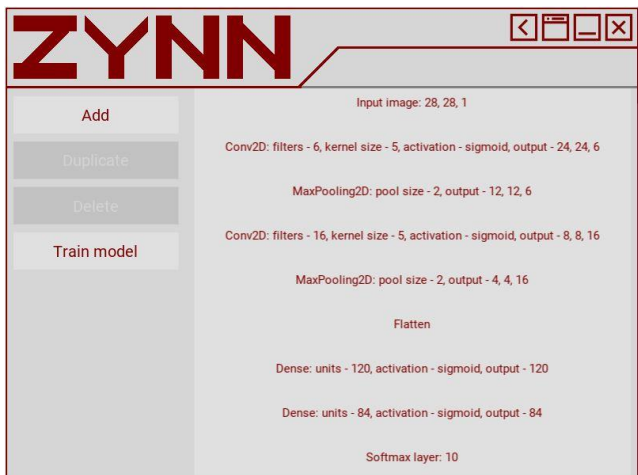 ZYNN
Add
Duplicate
Delete
Train model
Input image: 28, 28, 1
Conv2D: filters - 6, kernel size - 5, activation - sigmoid, output - 24, 24, 6
MaxPooling2D: pool size - 2, output - 12, 12, 6
Conv2D: filters - 16, kernel size - 5, activation - sigmoid, output - 8, 8, 16
MaxPooling2D: pool size - 2, output - 4, 4, 16
Flatten
Dense: units - 120, activation - sigmoid, output - 120
Dense: units - 84, activation - sigmoid, output - 84
Softmax layer: 10